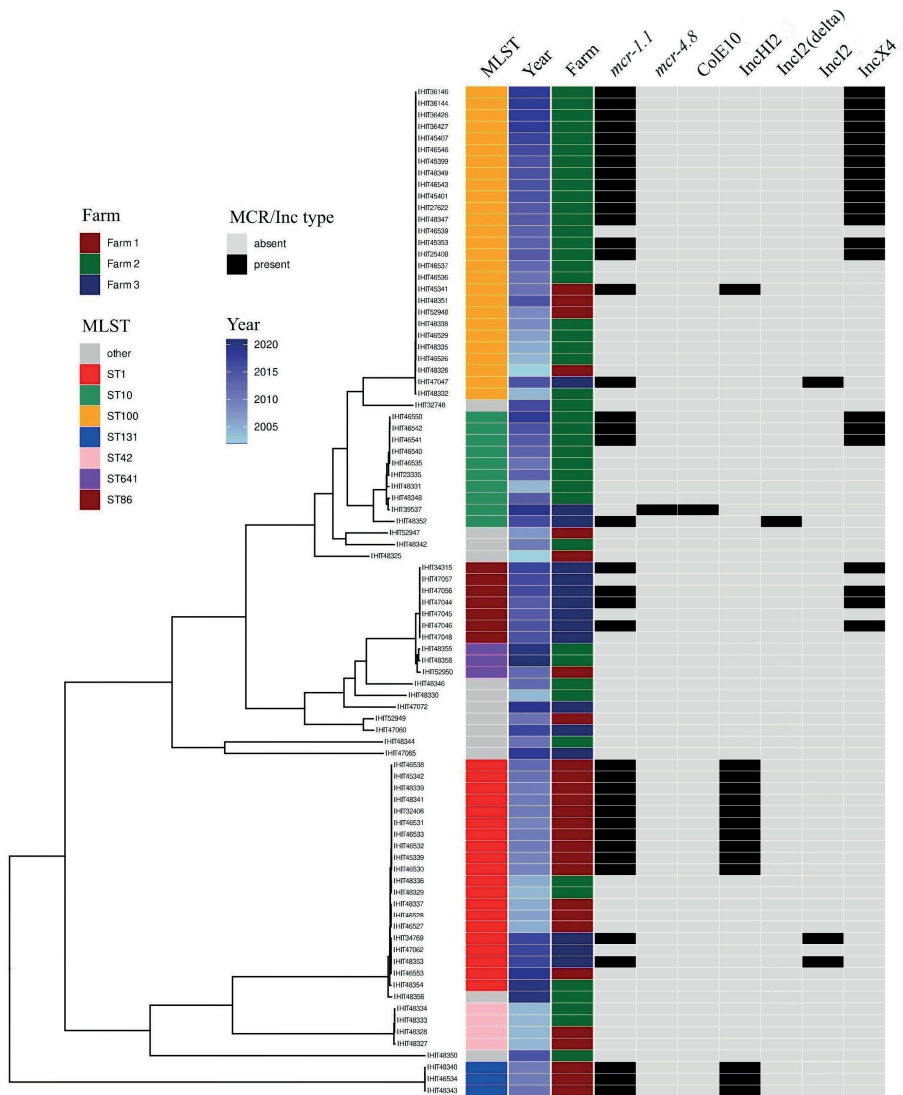 MLST
Year
Farm
mcr-1.1
mcr-4.8
ColE10
IncHI2
IncI2(delta)
IncI2
IncX4
Farm
Farm 1
Farm 2
Farm 3
MCR/Inc type
absent
present
MLST
other
ST1
ST10
ST100
ST131
ST42
ST641
ST86
Year
2020
2015
2010
2005
IHIT36146
IHIT36144
IHIT36426
IHIT36427
IHIT45407
IHIT46546
IHIT45399
IHIT48349
IHIT46543
IHIT45401
IHIT27622
IHIT48347
IHIT46539
IHIT45353
IHIT25408
IHIT46537
IHIT46536
IHIT45341
IHIT48351
IHIT52948
IHIT48338
IHIT46529
IHIT48335
IHIT46526
IHIT48326
IHIT47047
IHIT48332
IHIT32748
IHIT46550
IHIT46542
IHIT46541
IHIT46540
IHIT46535
IHIT23335
IHIT48331
IHIT48348
IHIT39537
IHIT48352
IHIT52947
IHIT48342
IHIT48325
IHIT34315
IHIT47057
IHIT47056
IHIT47044
IHIT47045
IHIT47046
IHIT47048
IHIT48355
IHIT48358
IHIT52950
IHIT48346
IHIT48330
IHIT47072
IHIT52949
IHIT47060
IHIT48344
IHIT47065
IHIT46538
IHIT45342
IHIT48339
IHIT48341
IHIT32406
IHIT46531
IHIT46533
IHIT46532
IHIT45339
IHIT46530
IHIT48336
IHIT48329
IHIT48337
IHIT46528
IHIT46527
IHIT34769
IHIT47062
IHIT48353
IHIT46553
IHIT48354
IHIT48356
IHIT48334
IHIT48333
IHIT48328
IHIT48327
IHIT48350
IHIT48340
IHIT46534
IHIT48343